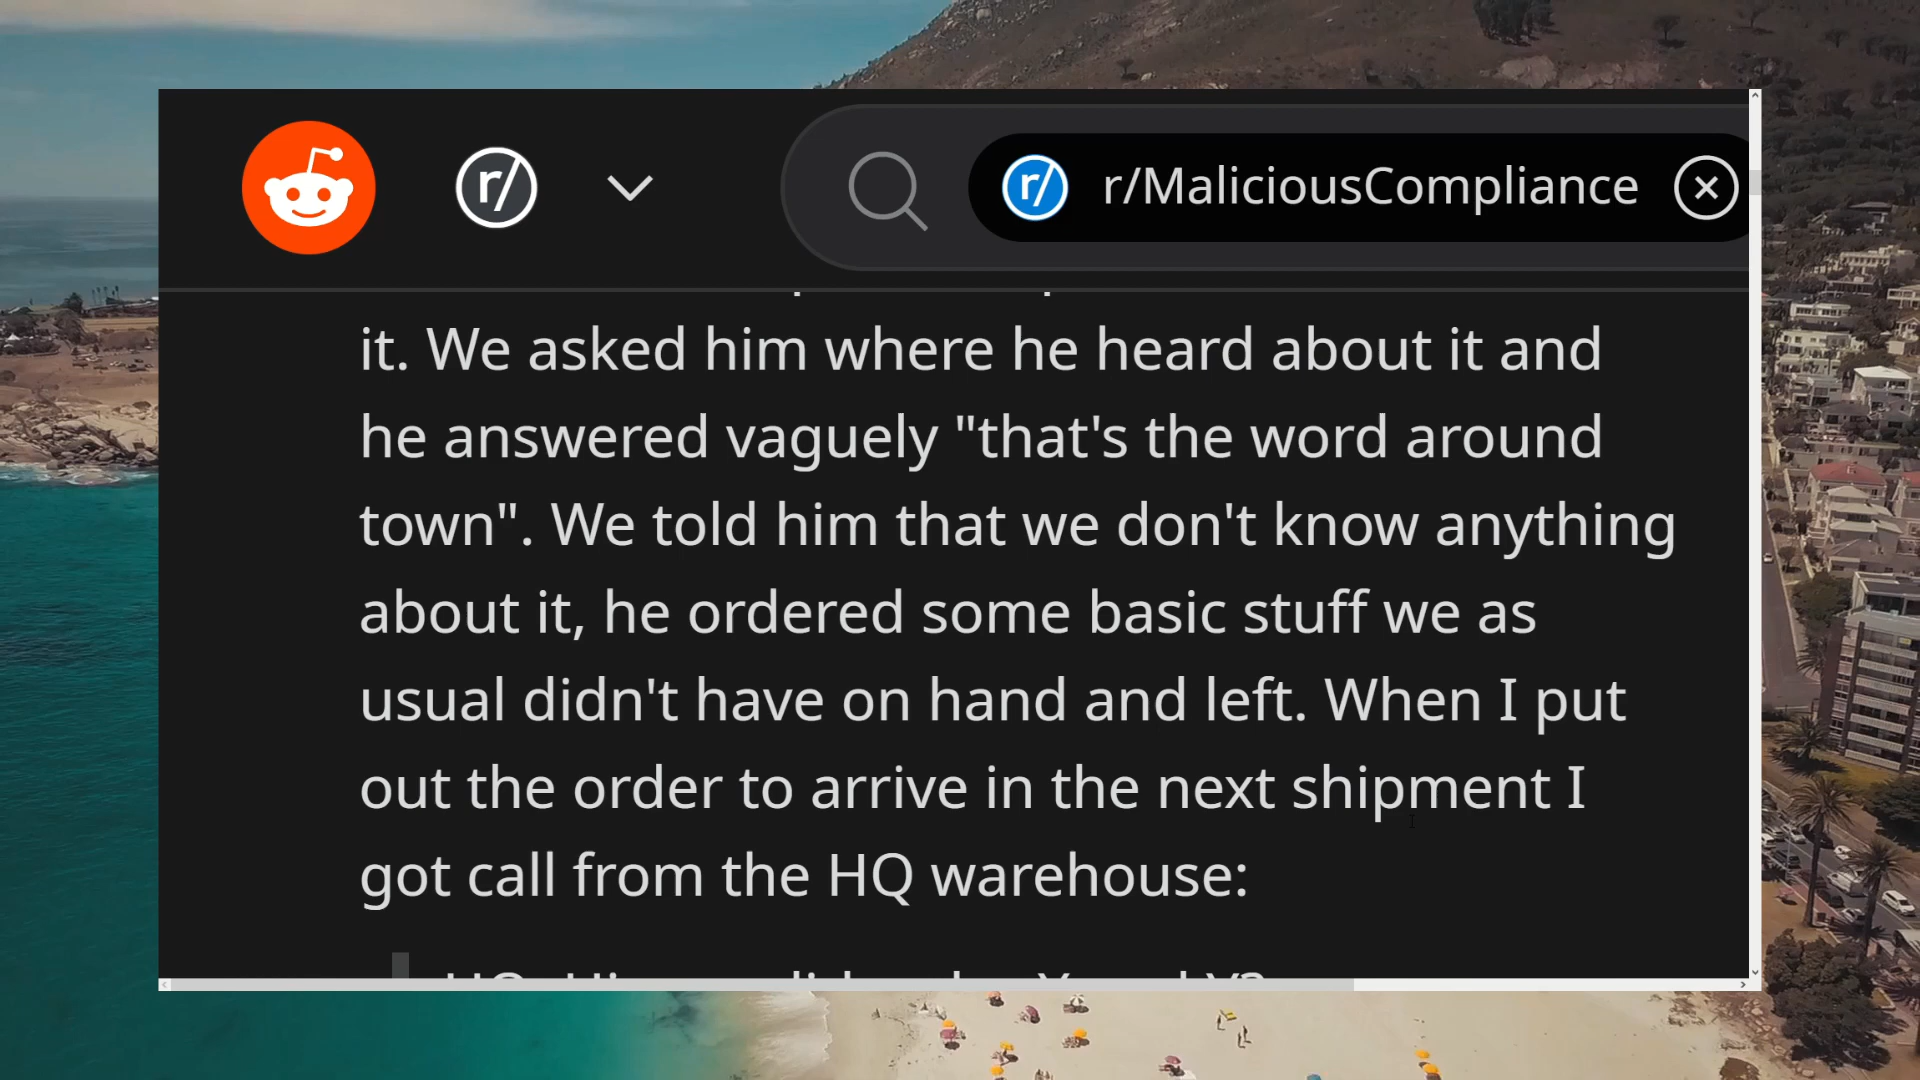 r/ r/ r/MaliciousCompliance
it. We asked him where he heard about it and
he answered vaguely "that's the word around
town". We told him that we don't know anything
about it, he ordered some basic stuff we as
usual didn't have on hand and left. When I put
out the order to arrive in the next shipment I
got call from the HQ warehouse: